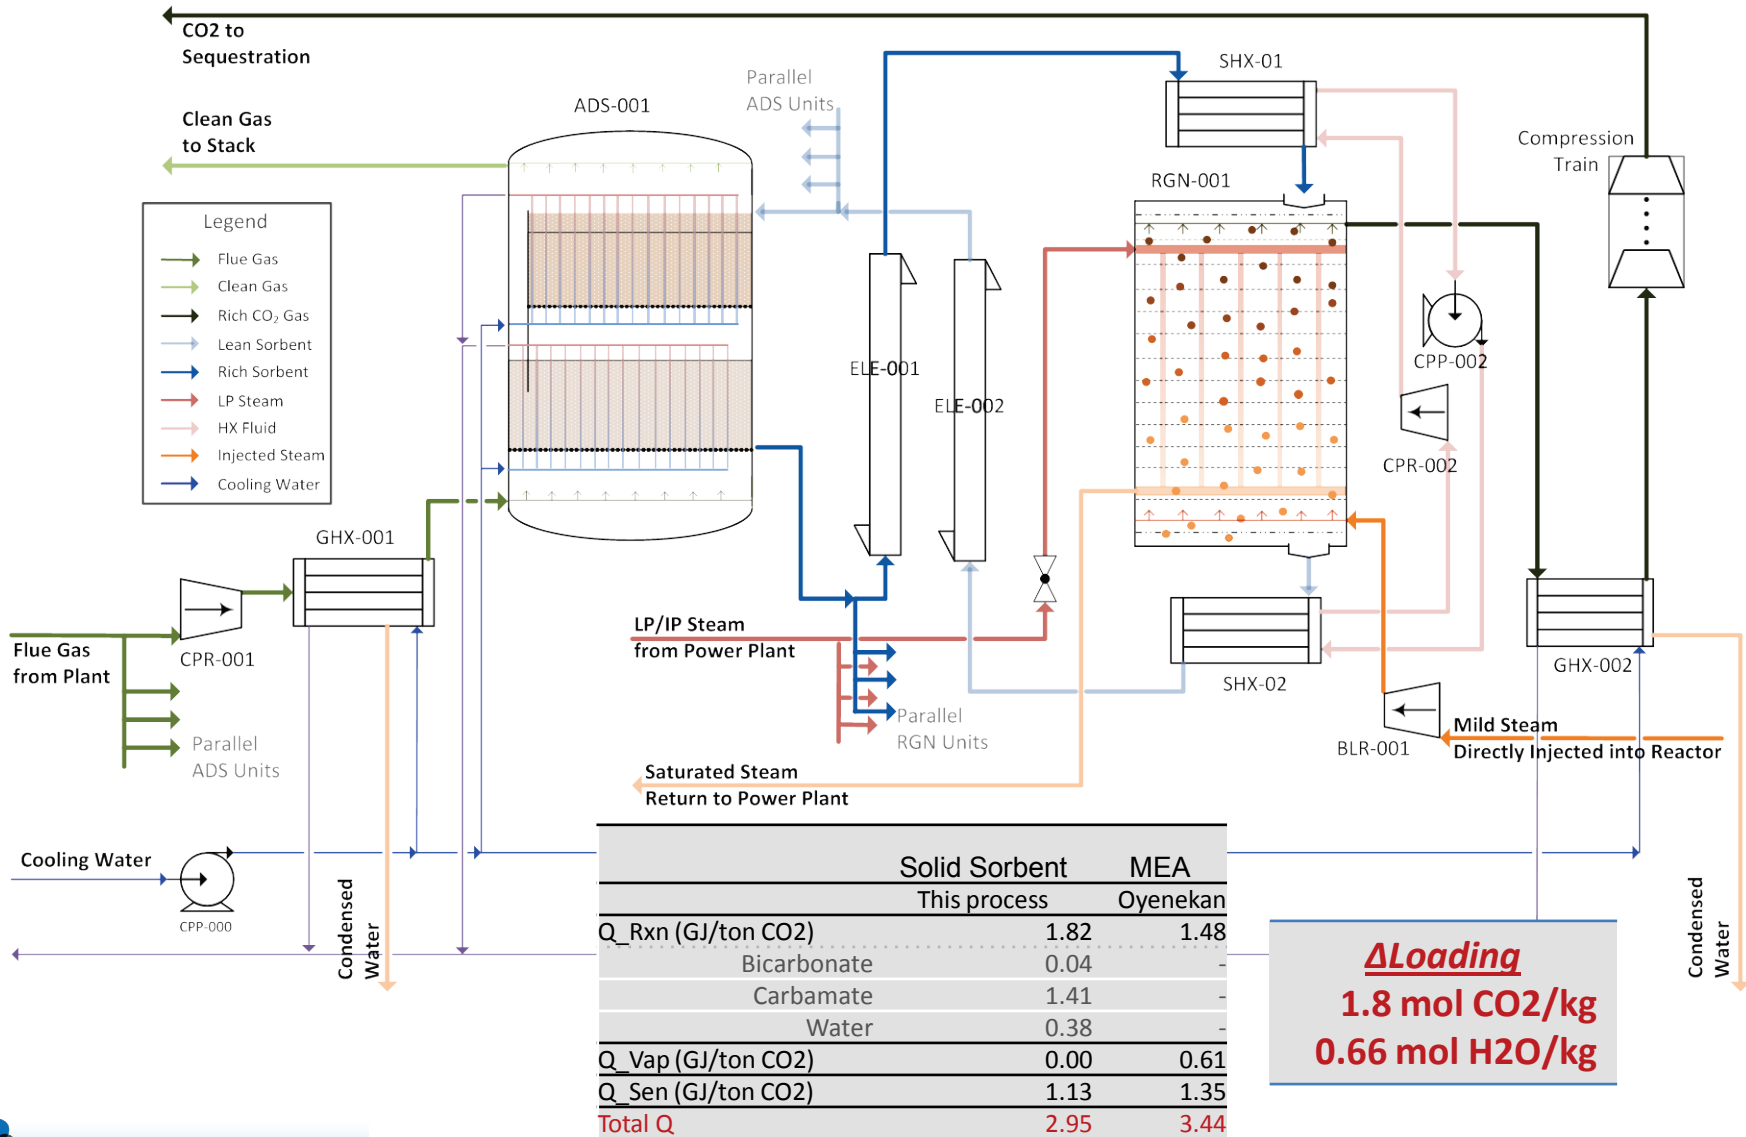 CO2 to
Sequestration
SHX-01
Parallel
ADS Units
ADS-001
Clean Gas
to Stack
Compression
Train
RGN-001
Legend
Flue Gas
Clean Gas
Rich CO₂ Gas
Lean Sorbent
Rich Sorbent
LP Steam
HX Fluid
Injected Steam
Cooling Water
ELE-001
ELE-002
CPP-002
CPR-002
GHX-001
CPR-001
Flue Gas
from Plant
Parallel
ADS Units
LP/IP Steam
from Power Plant
Parallel
RGN Units
SHX-02
GHX-002
BLR-001
Mild Steam
Directly Injected into Reactor
Saturated Steam
Return to Power Plant
Cooling Water
CPP-000
Condensed
Water
Solid Sorbent MEA
This process Oyenekan
Q_Rxn (GJ/ton CO2) 1.82 1.48
Bicarbonate 0.04 -
Carbamate 1.41 -
Water 0.38 -
Q_Vap (GJ/ton CO2) 0.00 0.61
Q_Sen (GJ/ton CO2) 1.13 1.35
Total Q 2.95 3.44
ΔLoading
1.8 mol CO2/kg
0.66 mol H2O/kg
Condensed
Water